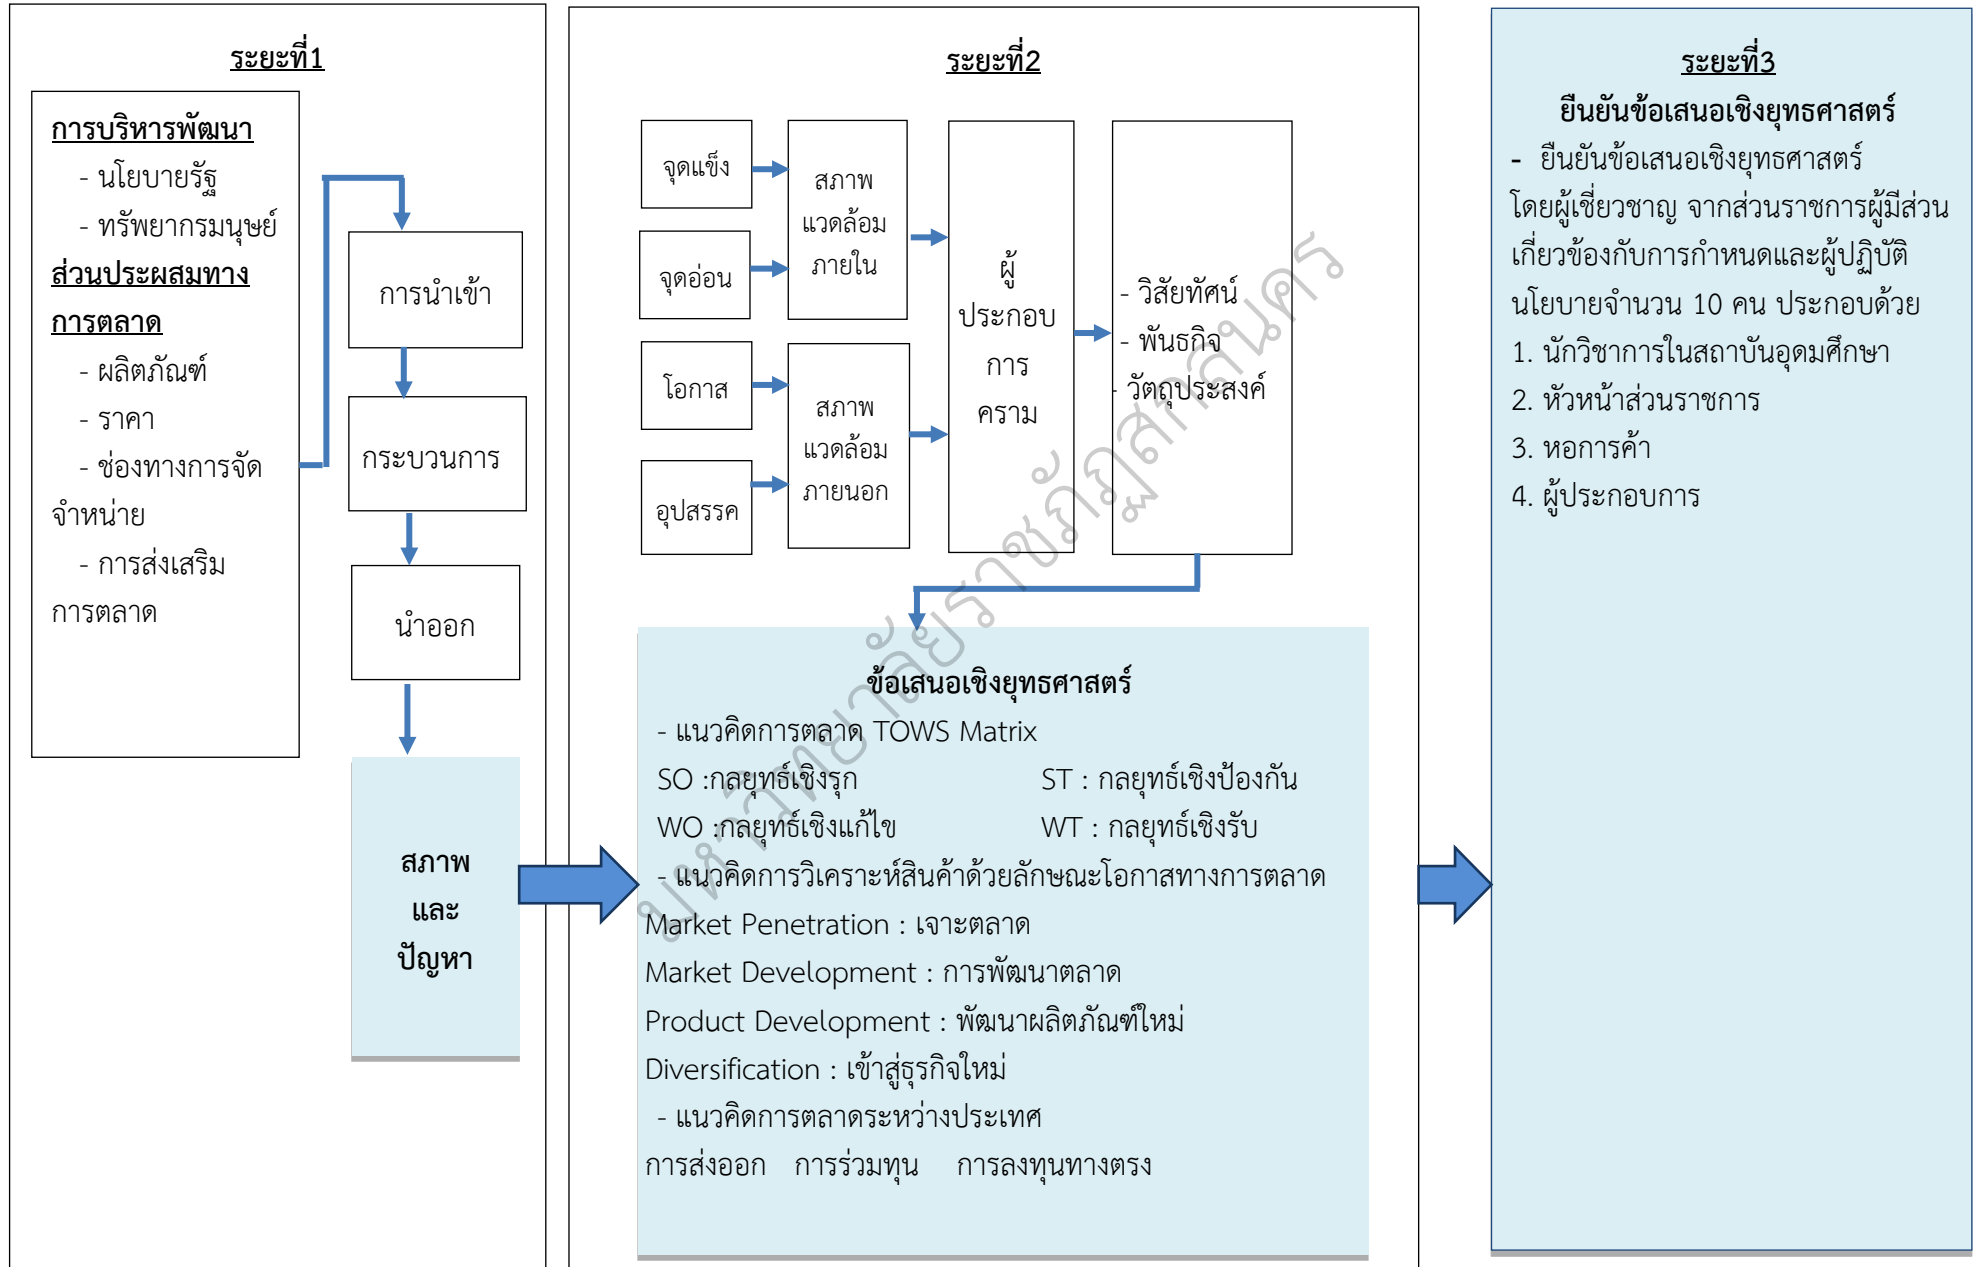 ระยะที่1
การบริหารพัฒนา
- นโยบายรัฐ
- ทรัพยากรมนุษย์
ส่วนประผสมทาง
การตลาด
- ผลิตภัณฑ์
- ราคา
- ช่องทางการจัด
จำหน่าย
- การส่งเสริม
การตลาด
การนำเข้า
กระบวนการ
นำออก
สภาพ
และ
ปัญหา
ระยะที่2
จุดแข็ง
จุดอ่อน
โอกาส
อุปสรรค
สภาพ
แวดล้อม
ภายใน
สภาพ
แวดล้อม
ภายนอก
ผู้
ประกอบ
การ
คราม
- วิสัยทัศน์
- พันธกิจ
- วัตถุประสงค์
ข้อเสนอเชิงยุทธศาสตร์
- แนวคิดการตลาด TOWS Matrix
SO :กลยุทธ์เชิงรุก ST : กลยุทธ์เชิงป้องกัน
WO :กลยุทธ์เชิงแก้ไข WT : กลยุทธ์เชิงรับ
- แนวคิดการวิเคราะห์สินค้าด้วยลักษณะโอกาสทางการตลาด
Market Penetration : เจาะตลาด
Market Development : การพัฒนาตลาด
Product Development : พัฒนาผลิตภัณฑ์ใหม่
Diversification : เข้าสู่ธุรกิจใหม่
- แนวคิดการตลาดระหว่างประเทศ
การส่งออก การร่วมทุน การลงทุนทางตรง
ระยะที่3
ยืนยันข้อเสนอเชิงยุทธศาสตร์
- ยืนยันข้อเสนอเชิงยุทธศาสตร์
โดยผู้เชี่ยวชาญ จากส่วนราชการผู้มีส่วน
เกี่ยวข้องกับการกำหนดและผู้ปฏิบัติ
นโยบายจำนวน 10 คน ประกอบด้วย
1. นักวิชาการในสถาบันอุดมศึกษา
2. หัวหน้าส่วนราชการ
3. หอการค้า
4. ผู้ประกอบการ
มหาวิทยาลัยราชภัฏสกลนคร